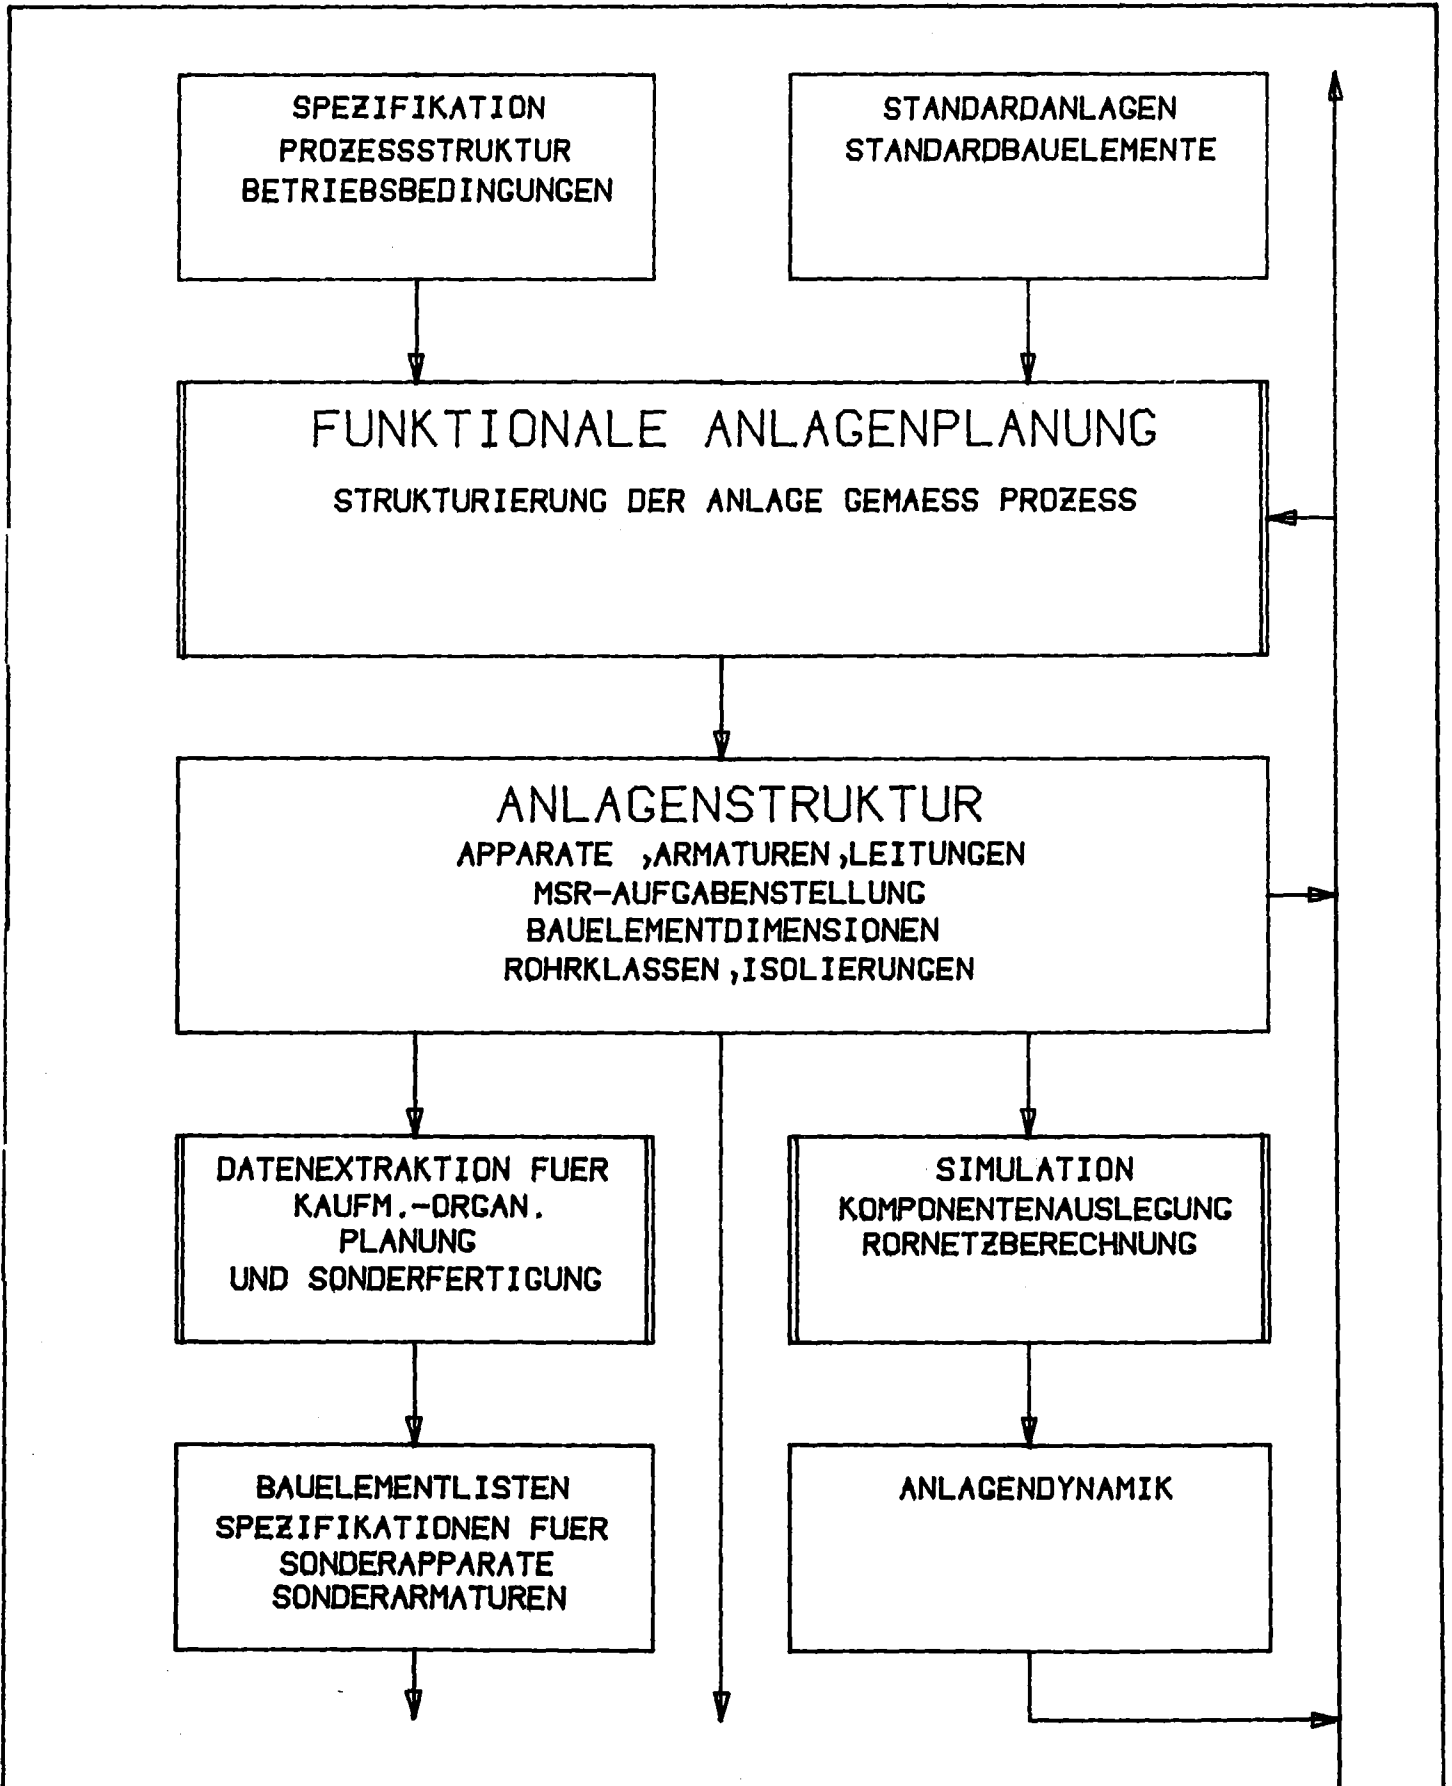 SPEZIFIKATION
PROZESSSTRUKTUR
BETRIEBSBEDINGUNGEN
STANDARDANLAGEN
STANDARDBAUELEMENTE
FUNKTIONALE ANLAGENPLANUNG
STRUKTURIERUNG DER ANLAGE GEMAESS PROZESS
ANLAGENSTRUKTUR
APPARATE ,ARMATUREN,LEITUNGEN
MSR-AUFGABENSTELLUNG
BAUELEMENTDIMENSIONEN
ROHRKLASSEN,ISOLIERUNGEN
DATENEXTRAKTION FUER
KAUFM.-ORGAN.
PLANUNG
UND SONDERFERTIGUNG
SIMULATION
KOMPONENTENAUSLEGUNG
RORNETZBERECHNUNG
BAUELEMENTLISTEN
SPEZIFIKATIONEN FUER
SONDERAPPARATE
SONDERARMATUREN
ANLAGENDYNAMIK